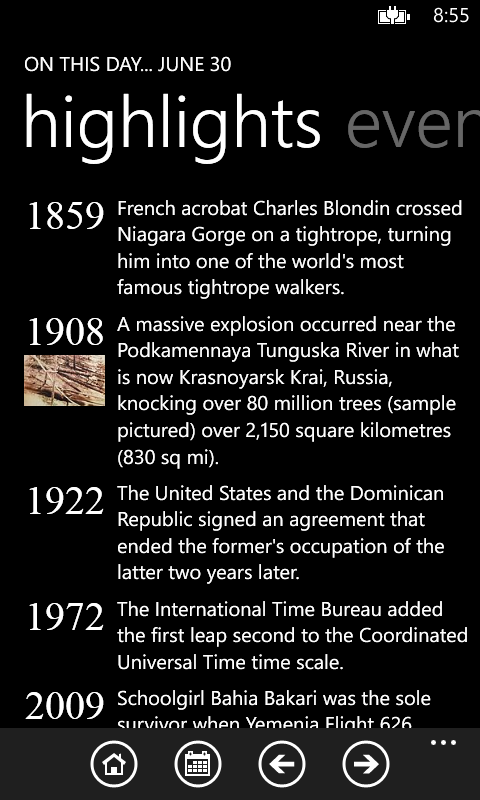 8:55
ON THIS DAY... JUNE 30
highlights even
1859
French acrobat Charles Blondin crossed
Niagara Gorge on a tightrope, turning
him into one of the world's most
famous tightrope walkers.
1908
A massive explosion occurred near the
Podkamennaya Tunguska River in what
is now Krasnoyarsk Krai, Russia,
knocking over 80 million trees (sample
pictured) over 2,150 square kilometres
(830 sq mi).
1922
The United States and the Dominican
Republic signed an agreement that
ended the former's occupation of the
latter two years later.
1972
The International Time Bureau added
the first leap second to the Coordinated
Universal Time time scale.
2009
Schoolgirl Bahia Bakari was the sole
survivor when Yemenia Flight 626